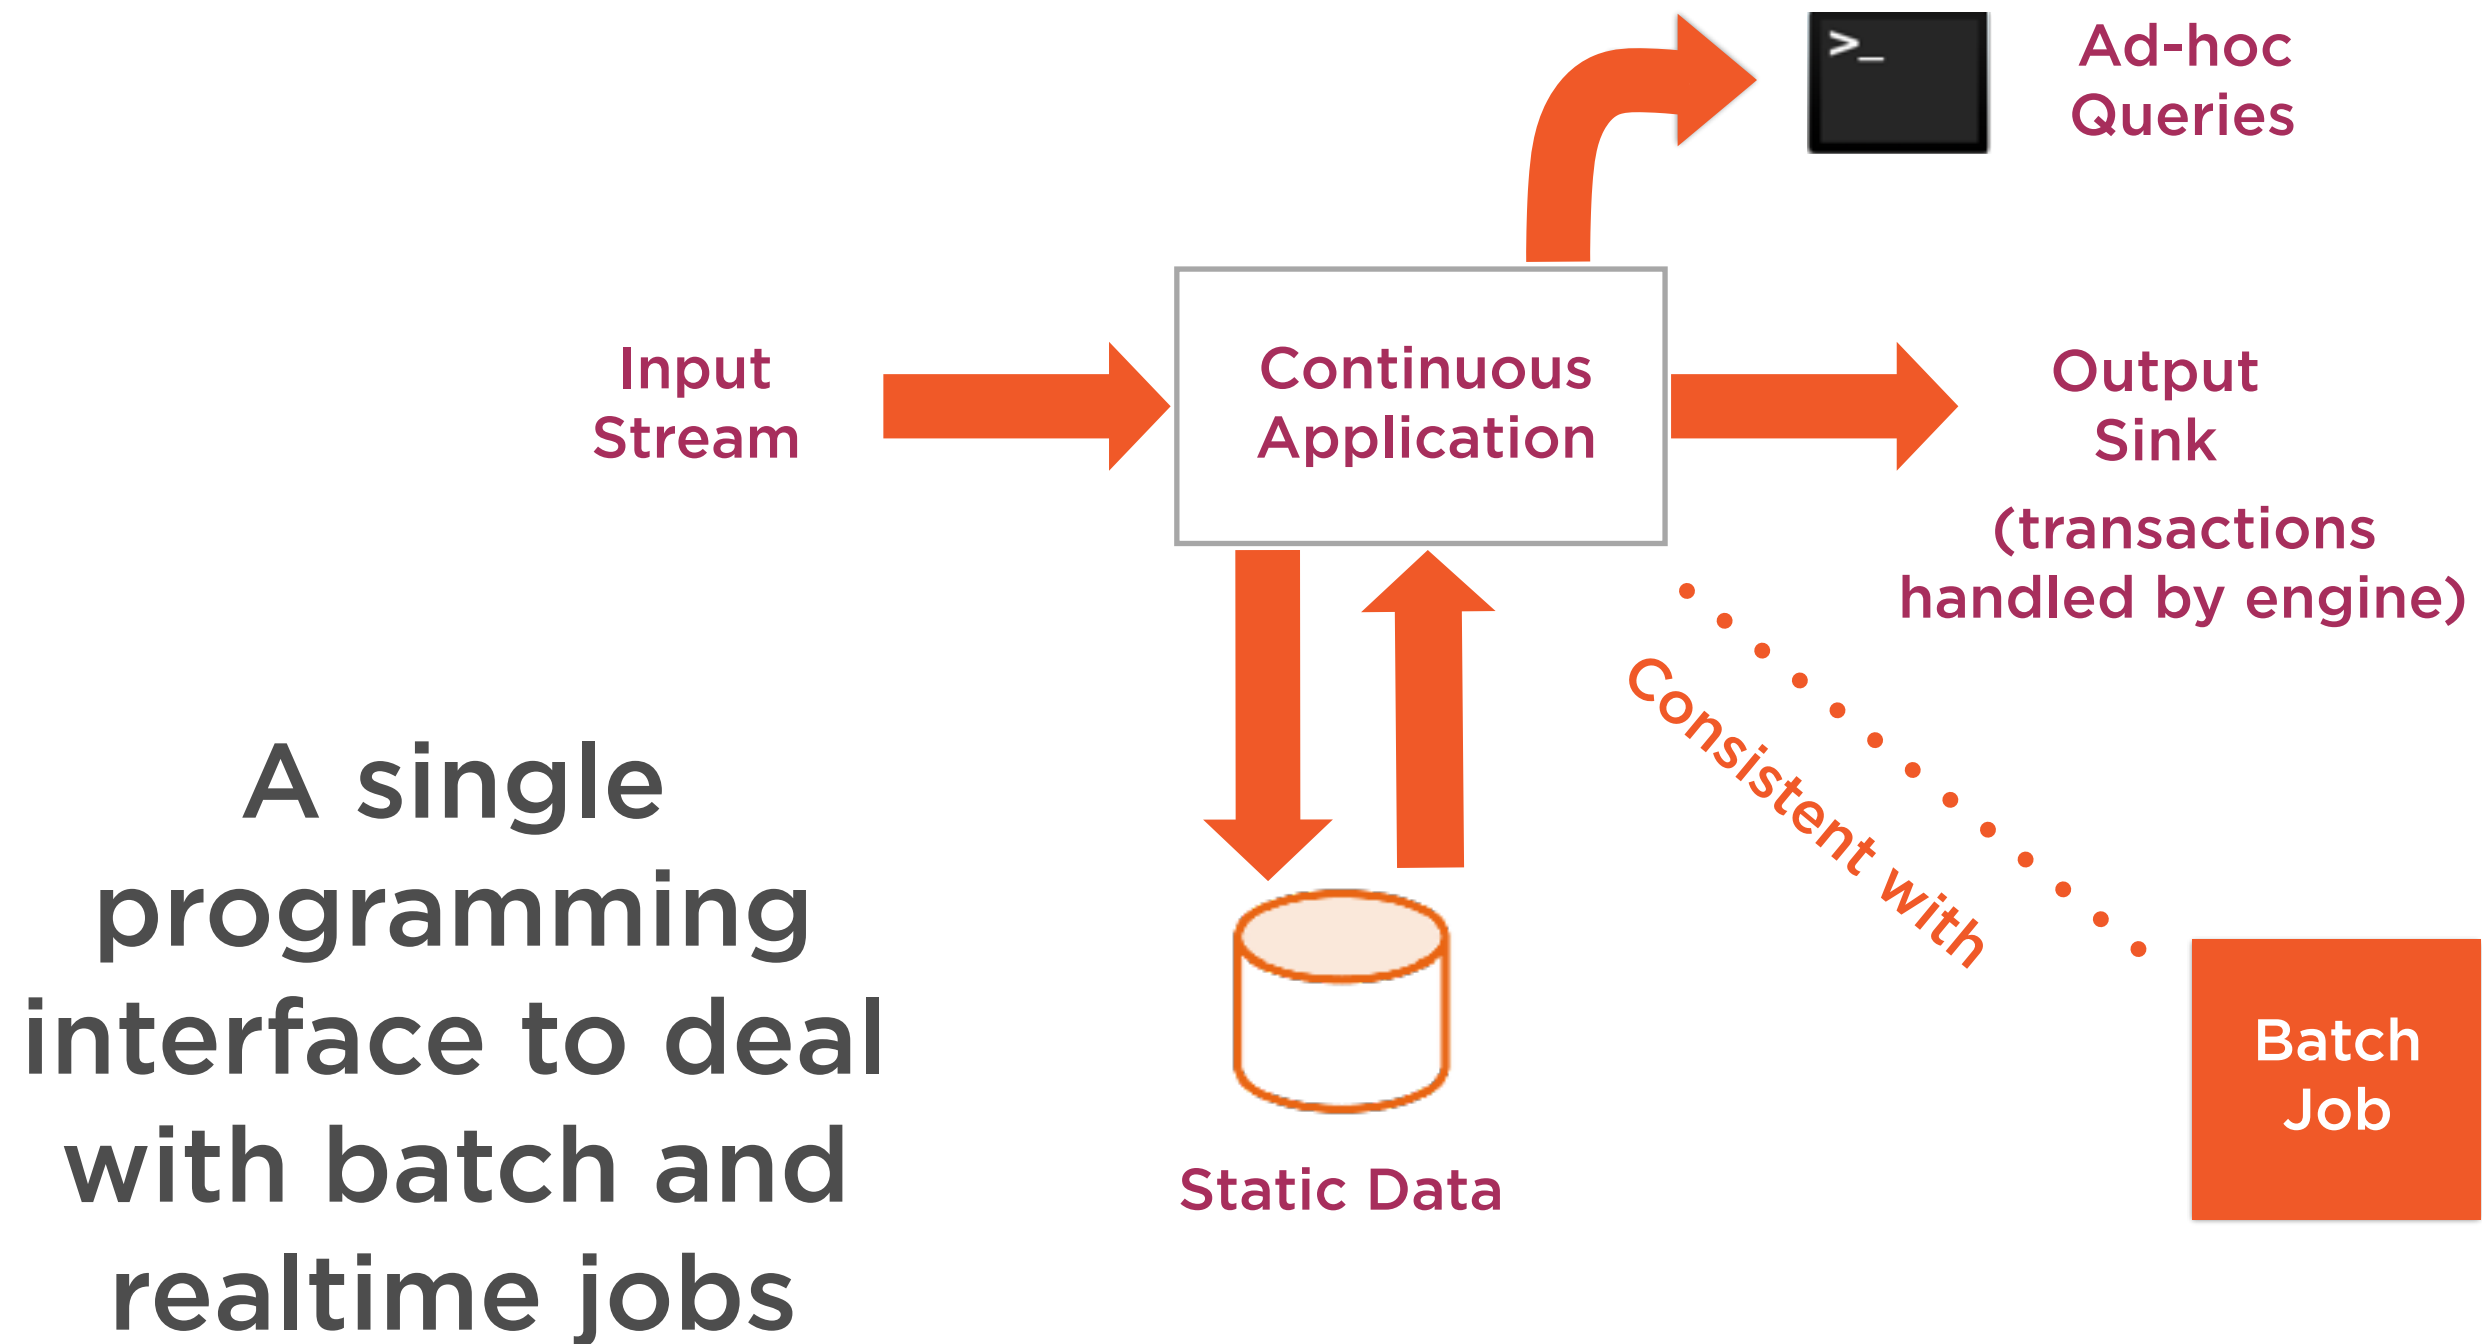 >_
Ad-hoc
Queries
Input
Stream
Continuous
Application
Output
Sink
(transactions
handled by engine)
Consistent with
A single
programming
interface to deal
with batch and
realtime jobs
Static Data
Batch
Job